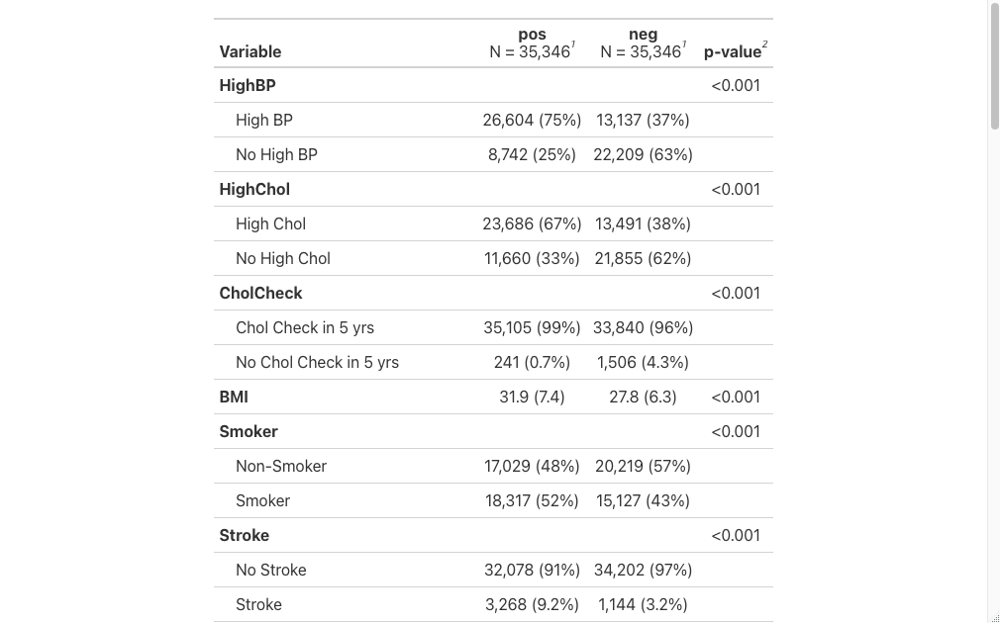 Variable pos N = 35,346¹ neg N = 35,346¹ p-value²
HighBP <0.001
High BP 26,604 (75%) 13,137 (37%)
No High BP 8,742 (25%) 22,209 (63%)
HighChol <0.001
High Chol 23,686 (67%) 13,491 (38%)
No High Chol 11,660 (33%) 21,855 (62%)
CholCheck <0.001
Chol Check in 5 yrs 35,105 (99%) 33,840 (96%)
No Chol Check in 5 yrs 241 (0.7%) 1,506 (4.3%)
BMI 31.9 (7.4) 27.8 (6.3) <0.001
Smoker <0.001
Non-Smoker 17,029 (48%) 20,219 (57%)
Smoker 18,317 (52%) 15,127 (43%)
Stroke <0.001
No Stroke 32,078 (91%) 34,202 (97%)
Stroke 3,268 (9.2%) 1,144 (3.2%)